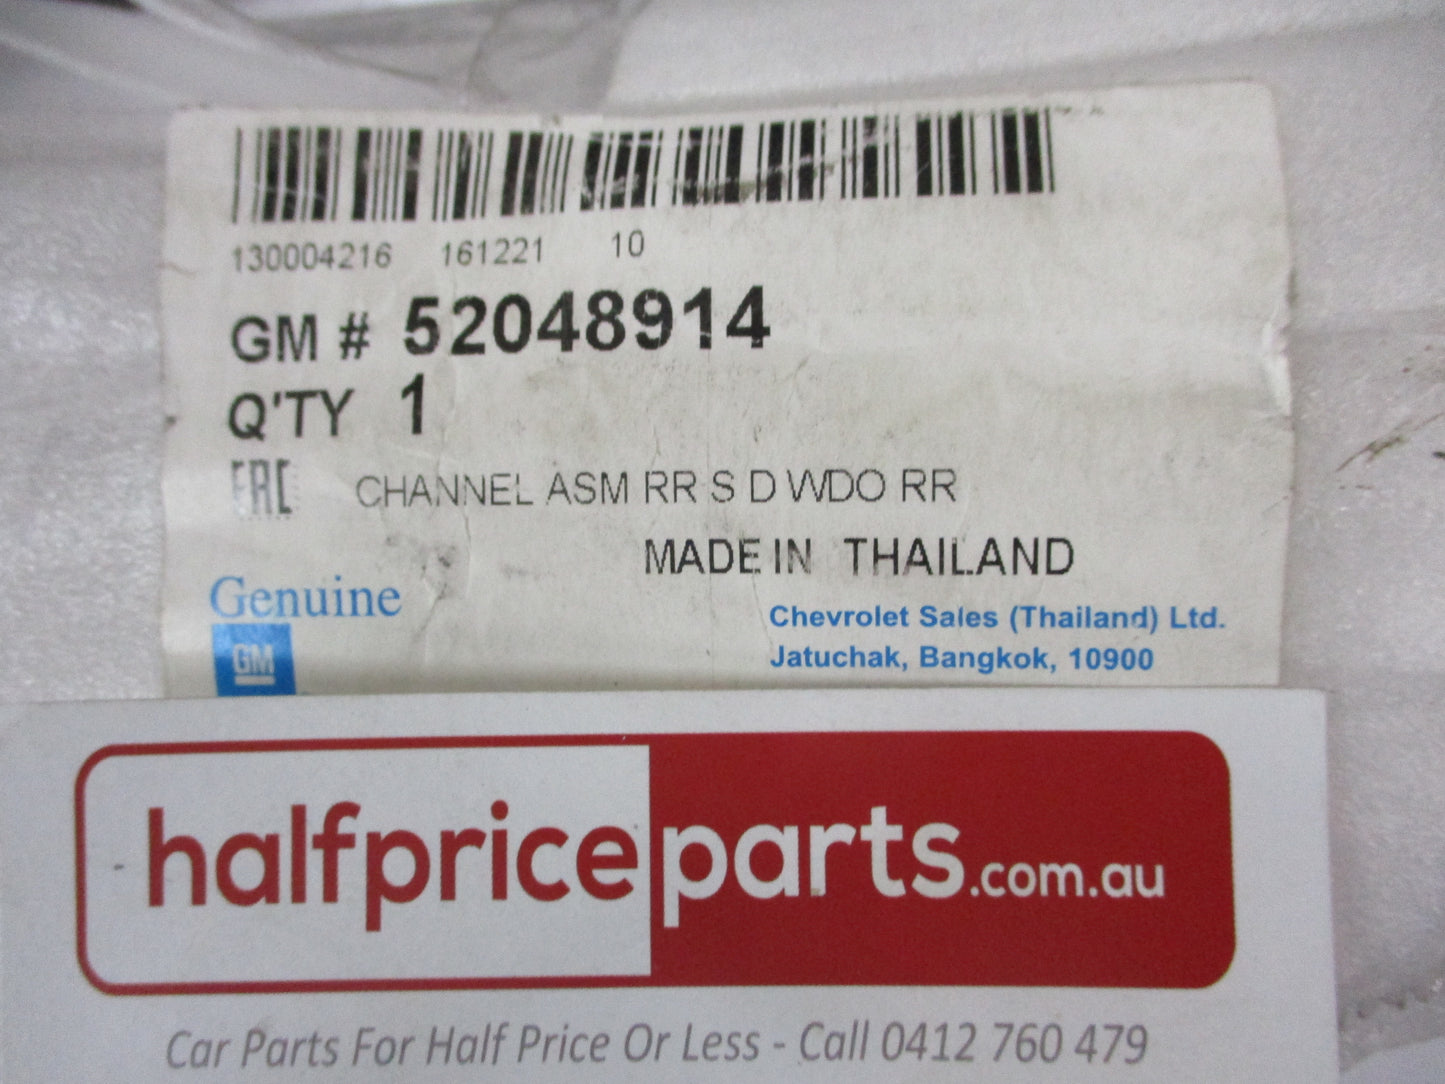 130004216 161221 10
GM # 52048914
Q'TY 1
EAC CHANNEL ASM RR S D WDO RR
MADE IN THAILAND
Genuine
GM
Chevrolet Sales (Thailand) Ltd.
Jatuchak, Bangkok, 10900
halfpriceparts.com.au
Car Parts For Half Price Or Less - Call 0412 760 479